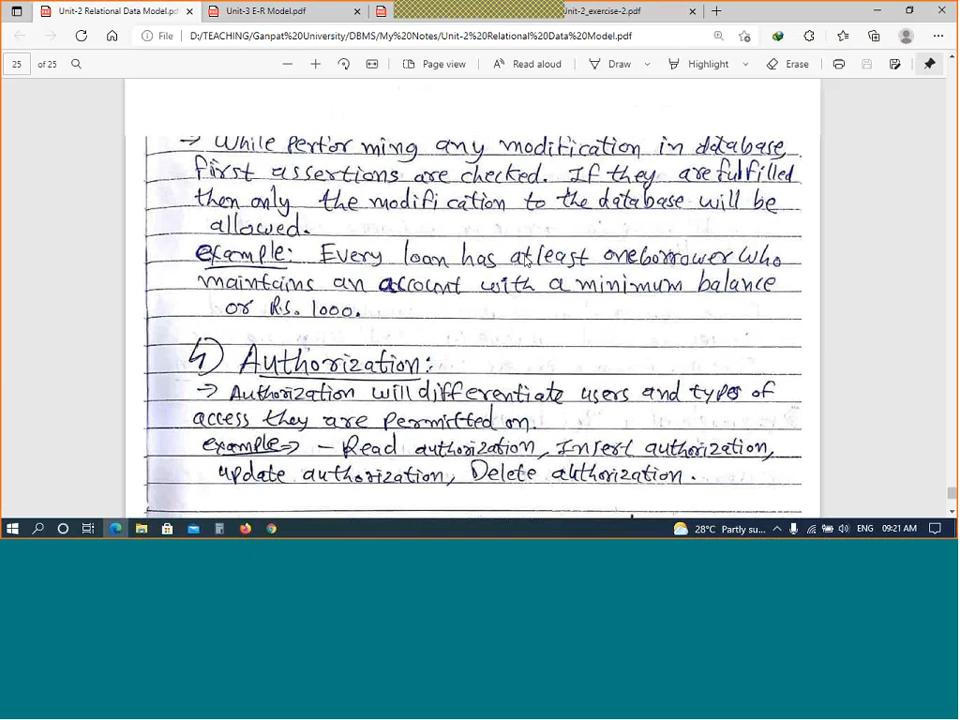 Unit-2 Relational Data Model.pd
Unit-3 E-R Model.pdf
Unit-2_exercise-2.pdf
File
D:/TEACHING/Ganpat%20University/DBMS/My%20Notes/Unit-2%20Relational%20Data%20Model.pdf
25 of 25
Page view
Read aloud
Draw
Highlight
Erase
→ While performing any modification in database
first assertions are checked. If they are fulfilled
then only the modification to the database will be
allowed.
example: Every loan has atleast one borrower who
maintains an account with a minimum balance
or Rs. 1000.
4) Authorization:
→ Authorization will differentiate users and types of
access they are permitted on.
example⇒ - Read authorization, Insert authorization,
update authorization, Delete authorization.
28°C Partly su...
ENG
09:21 AM